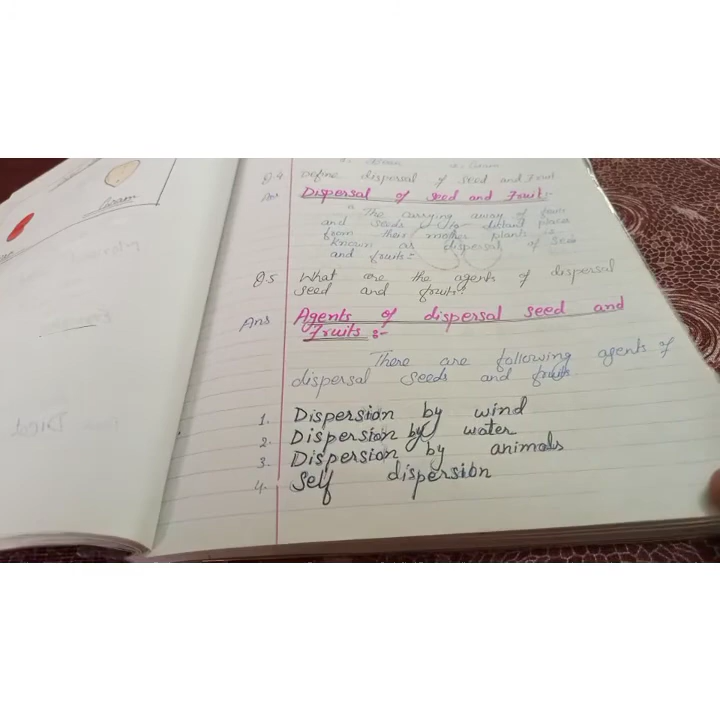 Gram
Q.4 Define dispersal of seed and Fruit
Ans Dispersal of seed and Fruit:-
The carrying away of
and seeds to distant places
from there mother plants is
known as dispersal of seed
and fruits:-
Q5 What are the agents of dispersal
seed and fruits?
Ans Agents of dispersal seed and
Fruits :-
There are following agents of
dispersal seeds and fruits
1. Dispersion by wind
2. Dispersion by water
3. Dispersion by animals
4. Self dispersion